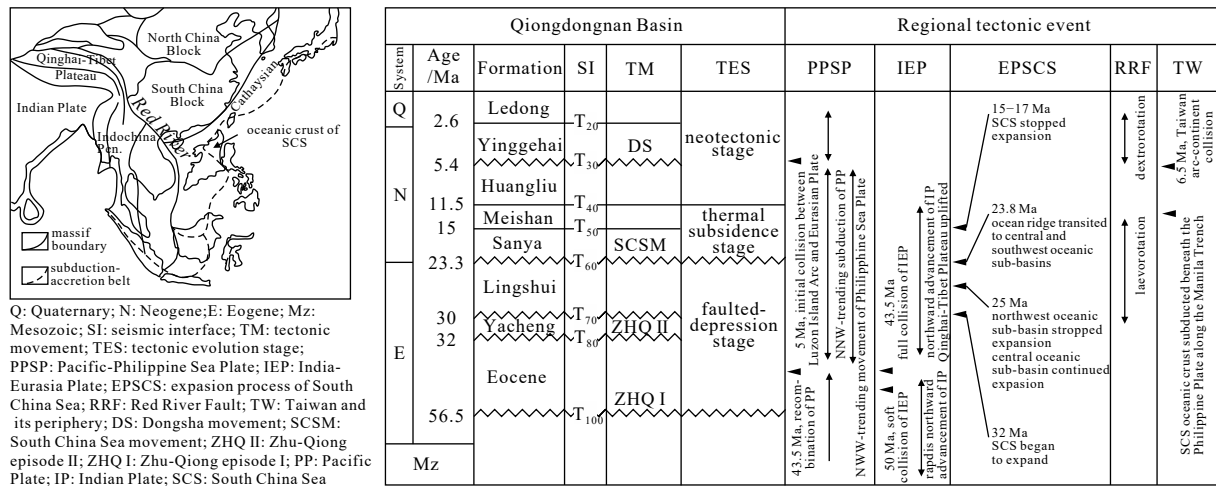 North China
Block
Qinghai-Tibet
Plateau
South China
Block
Cathaysian
Indian Plate
Red River
Indochina
Pen.
oceanic crust of
SCS
massif
boundary
subduction-
accretion belt
Q: Quaternary; N: Neogene;E: Eogene; Mz:
Mesozoic; SI: seismic interface; TM: tectonic
movement; TES: tectonic evolution stage;
PPSP: Pacific-Philippine Sea Plate; IEP: India-
Eurasia Plate; EPSCS: expasion process of South
China Sea; RRF: Red River Fault; TW: Taiwan and
its periphery; DS: Dongsha movement; SCSM:
South China Sea movement; ZHQ II: Zhu-Qiong
episode II; ZHQ I: Zhu-Qiong episode I; PP: Pacific
Plate; IP: Indian Plate; SCS: South China Sea
Qiongdongnan Basin
Regional tectonic event
System
Age
/Ma
Formation
SI
TM
TES
PPSP
IEP
EPSCS
RRF
TW
Q
N
E
Mz
2.6
5.4
11.5
15
23.3
30
32
56.5
Ledong
Yinggehai
Huangliu
Meishan
Sanya
Lingshui
Yacheng
Eocene
T20
T30
T40
T50
T60
T70
T80
T100
DS
SCSM
ZHQ II
ZHQ I
neotectonic
stage
thermal
subsidence
stage
faulted-
depression
stage
5 Ma, initial collision between
Luzon Island Arc and Eurasian Plate
43.5 Ma, recom-
bination of PP
NNW-trending subduction of PP
NWW-trending movement of Philipphine Sea Plate
43.5 Ma
full collision of IEP
50 Ma, soft
collision of IEP
northward advancement of IP
Qinghai-Tibet Plateau uplifted
rapdis northward
advancement of IP
15−17 Ma
SCS stopped
expansion
23.8 Ma
ocean ridge transited
to central and
southwest oceanic
sub-basins
25 Ma
northwest oceanic
sub-basin stropped
expansion
central oceanic
sub-basin continued
expasion
32 Ma
SCS began
to expand
dextrorotation
laevorotation
6.5 Ma, Taiwan
arc-continent
collision
SCS oceanic crust subducted beneath the
Philippine Plate along the Manila Trench